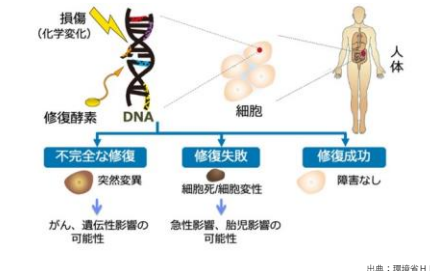 損傷
（化学変化）
人
体
修復酵素
DNA
細胞
不完全な修復
修復失敗
修復成功
突然変異
細胞死/細胞変性
障害なし
がん、遺伝性影響の
可能性
急性影響、胎児影響の
可能性
出典：環境省H